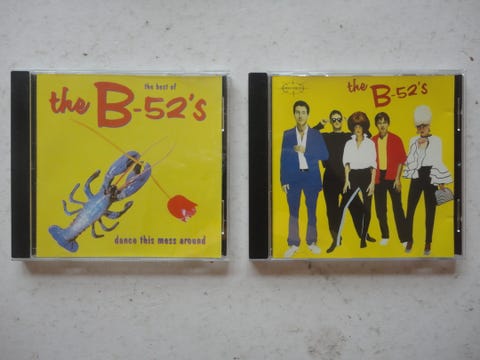 the best of
the B-52's
dance this mess around
the B-52's